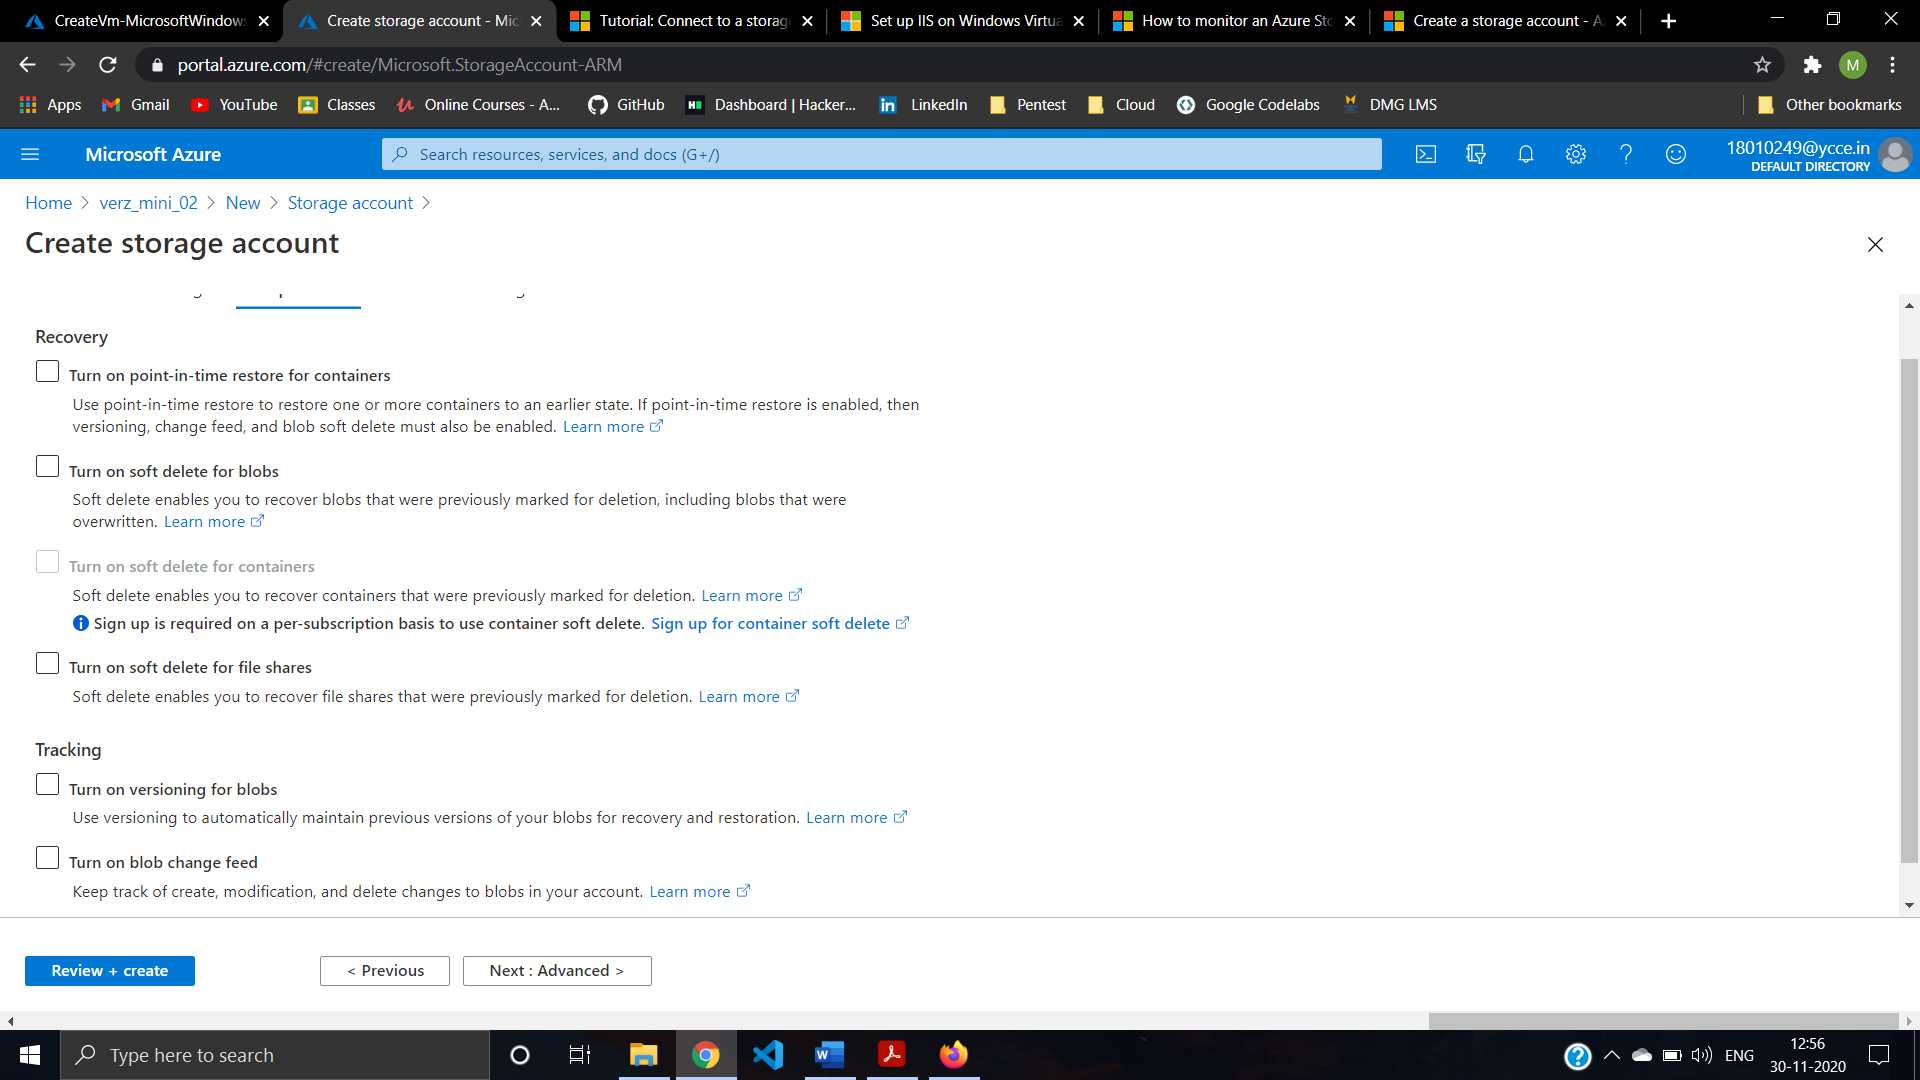 CreateVm-MicrosoftWindows
Create storage account - Mic
Tutorial: Connect to a storage
Set up IIS on Windows Virtua
How to monitor an Azure Sto
Create a storage account - A
portal.azure.com/#create/Microsoft.StorageAccount-ARM
M
Apps
Gmail
YouTube
Classes
Online Courses - A...
GitHub
Dashboard | Hacker...
LinkedIn
Pentest
Cloud
Google Codelabs
DMG LMS
Other bookmarks
Microsoft Azure
Search resources, services, and docs (G+/)
18010249@ycce.in
DEFAULT DIRECTORY
Home > verz_mini_02 > New > Storage account >
Create storage account
Recovery
Turn on point-in-time restore for containers
Use point-in-time restore to restore one or more containers to an earlier state. If point-in-time restore is enabled, then
versioning, change feed, and blob soft delete must also be enabled. Learn more
Turn on soft delete for blobs
Soft delete enables you to recover blobs that were previously marked for deletion, including blobs that were
overwritten. Learn more
Turn on soft delete for containers
Soft delete enables you to recover containers that were previously marked for deletion. Learn more
Sign up is required on a per-subscription basis to use container soft delete. Sign up for container soft delete
Turn on soft delete for file shares
Soft delete enables you to recover file shares that were previously marked for deletion. Learn more
Tracking
Turn on versioning for blobs
Use versioning to automatically maintain previous versions of your blobs for recovery and restoration. Learn more
Turn on blob change feed
Keep track of create, modification, and delete changes to blobs in your account. Learn more
Review + create
< Previous
Next : Advanced >
Type here to search
ENG
12:56
30-11-2020